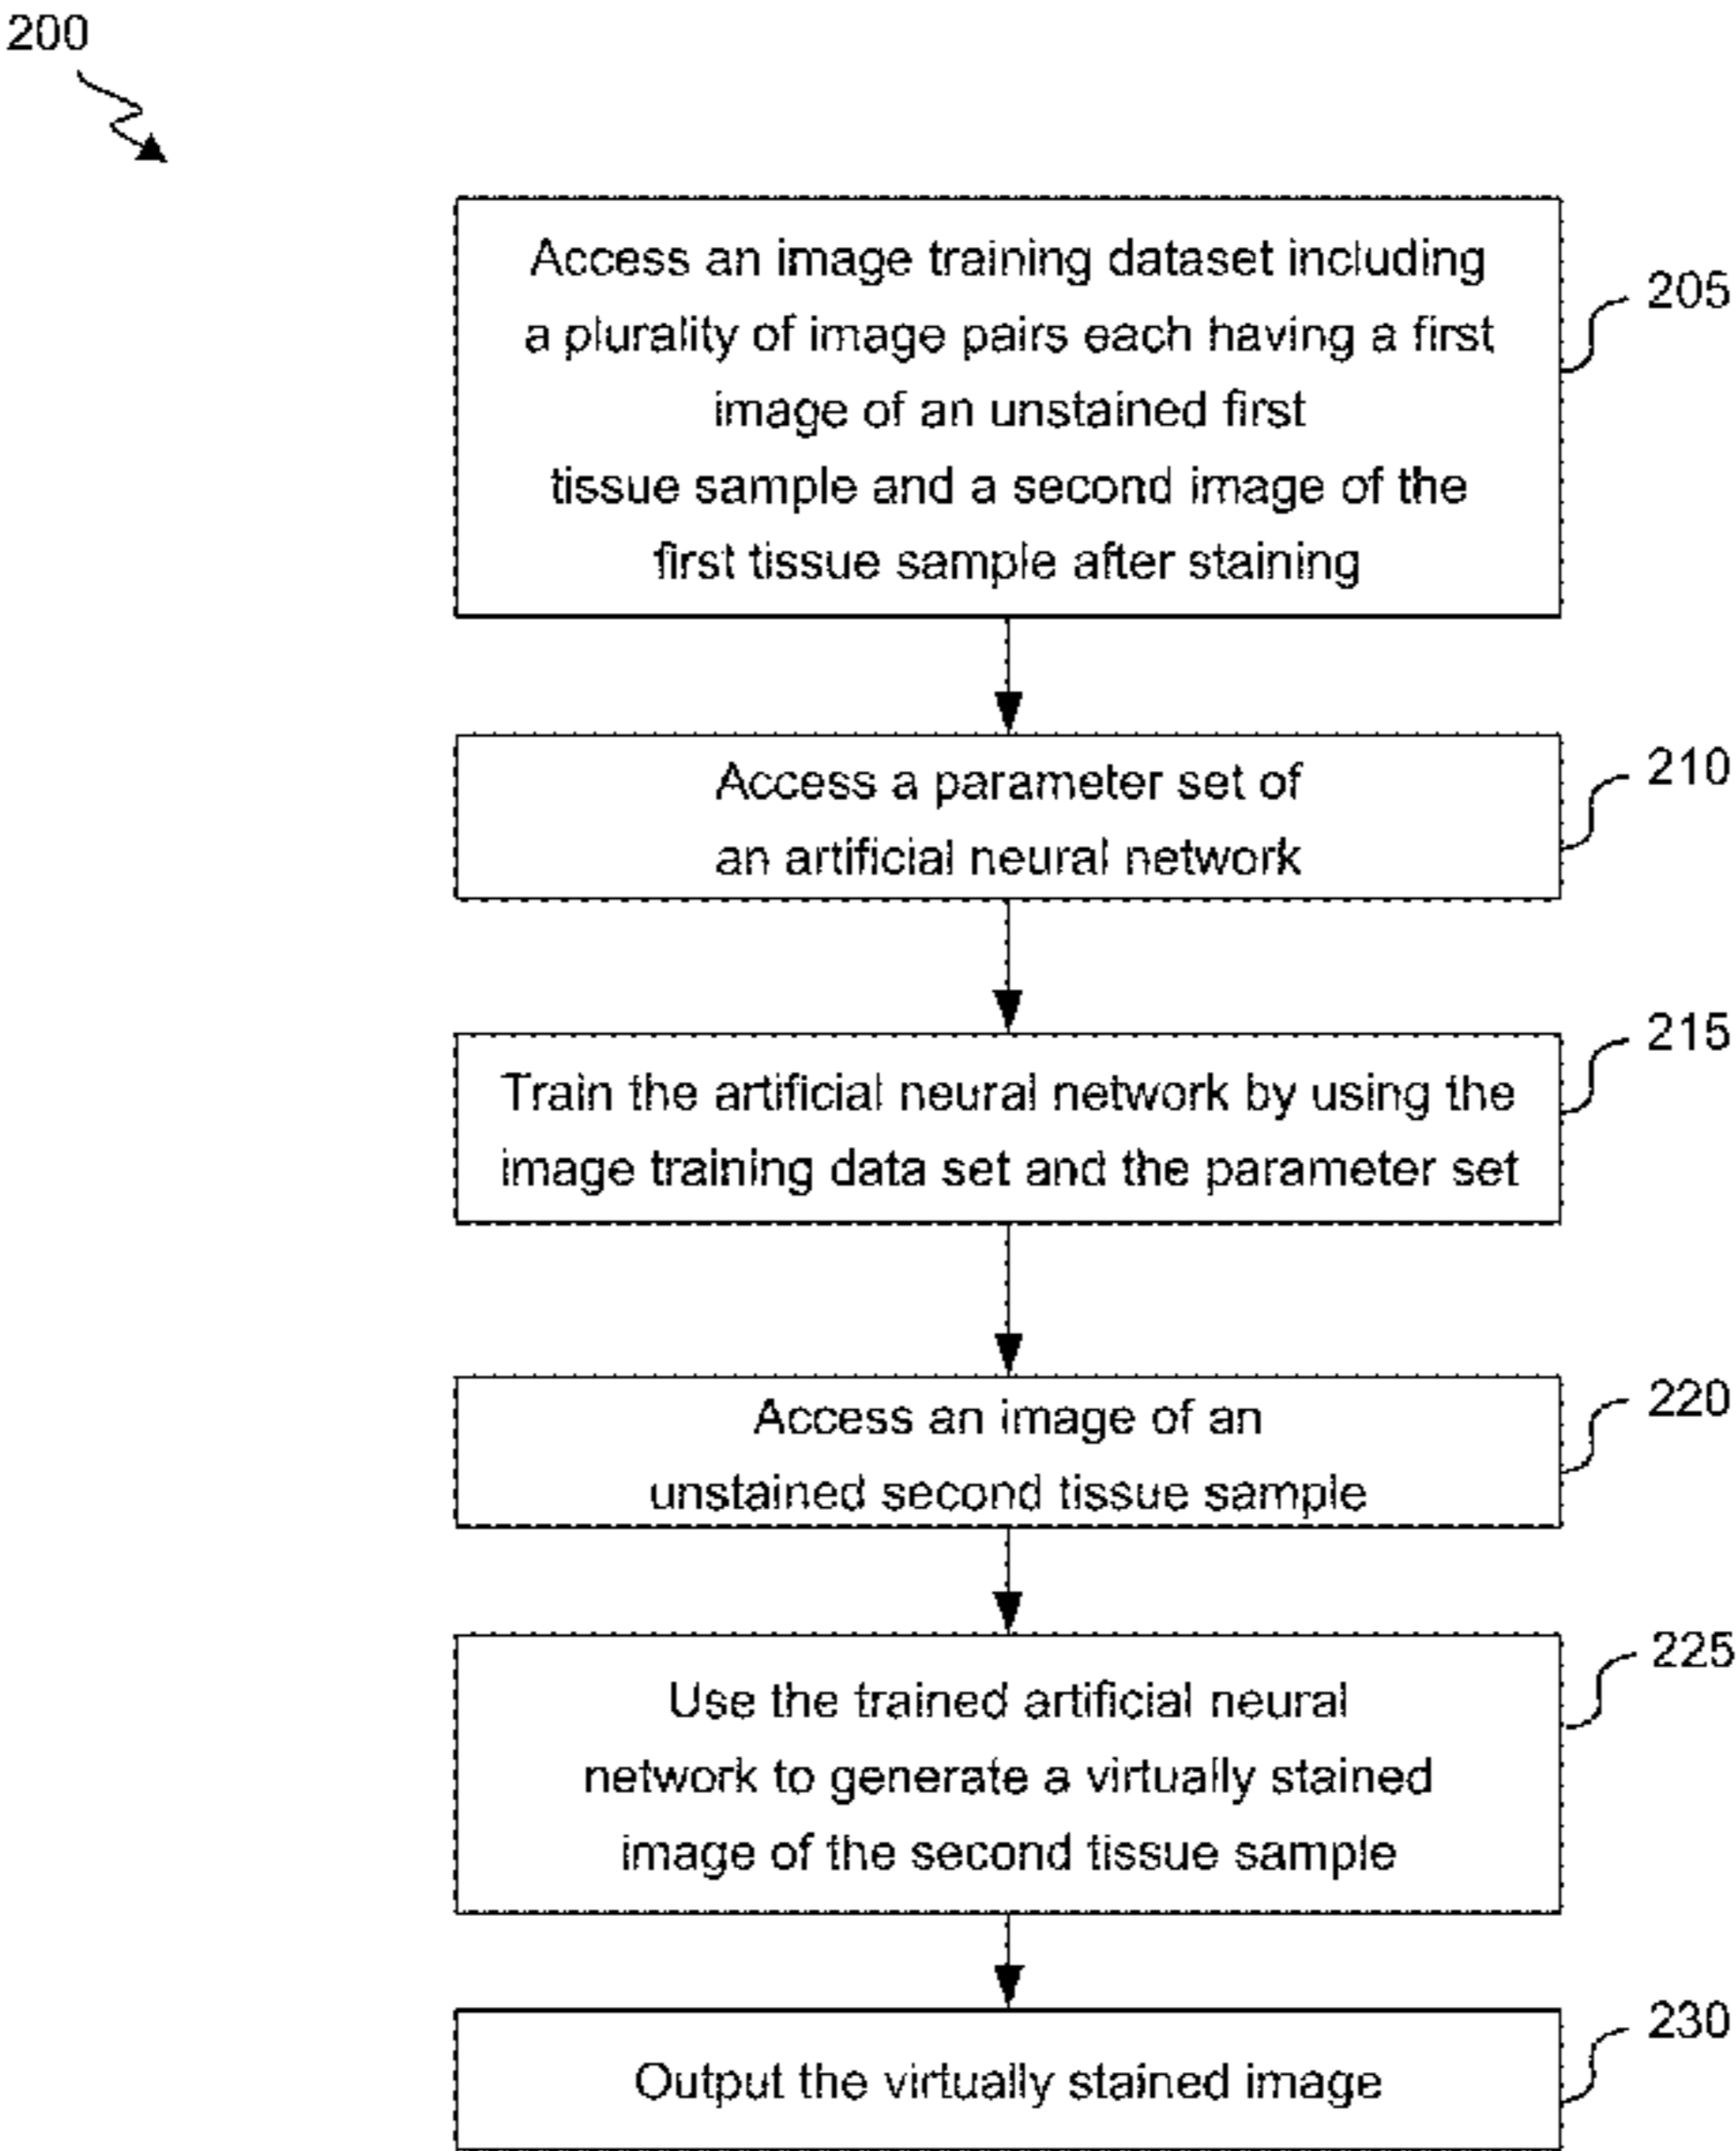 200
Access an image training dataset including
a plurality of image pairs each having a first
image of an unstained first
tissue sample and a second image of the
first tissue sample after staining
205
Access a parameter set of
an artificial neural network
210
Train the artificial neural network by using the
image training data set and the parameter set
215
Access an image of an
unstained second tissue sample
220
Use the trained artificial neural
network to generate a virtually stained
image of the second tissue sample
225
Output the virtually stained image
230